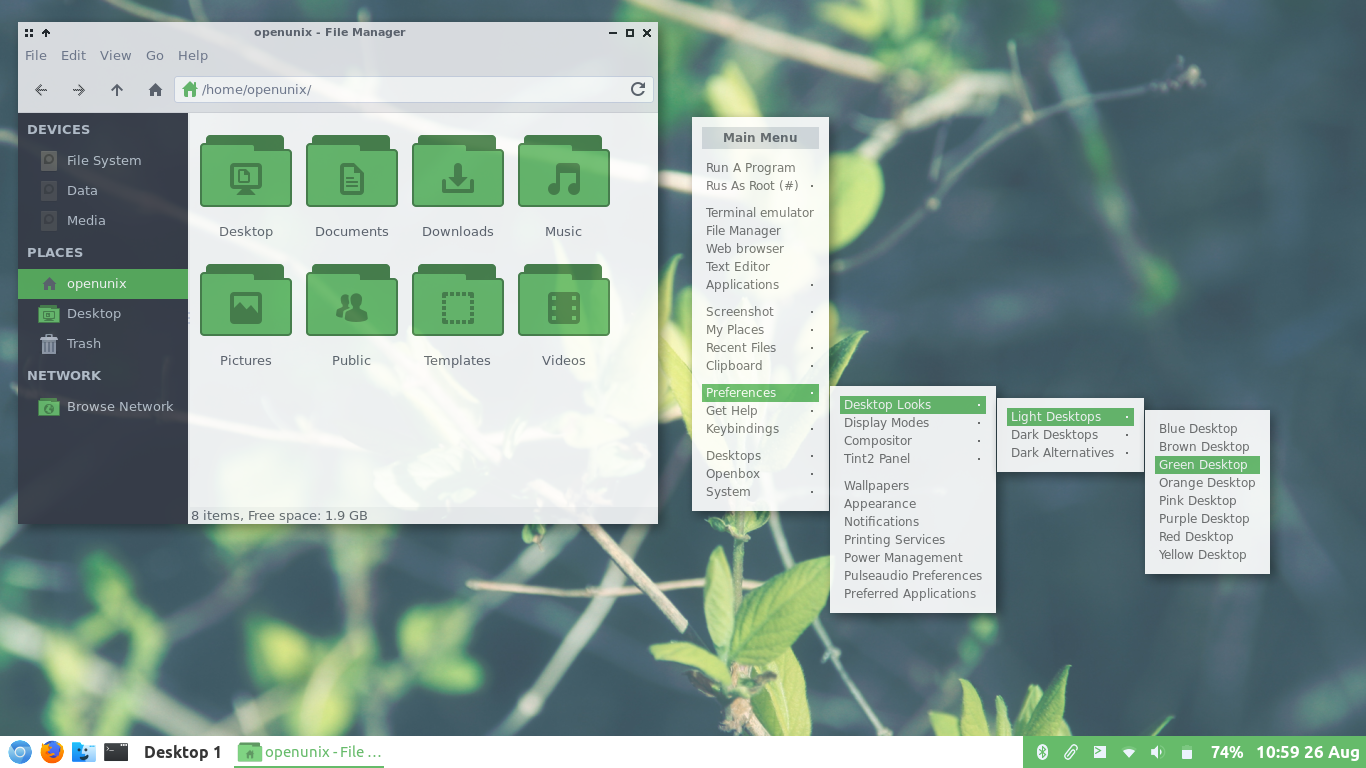 openunix - File Manager
File Edit View Go Help
/home/openunix/
DEVICES
File System
Data
Media
PLACES
openunix
Desktop
Trash
NETWORK
Browse Network
Desktop Documents Downloads Music
Pictures Public Templates Videos
8 items, Free space: 1.9 GB
Main Menu
Run A Program
Rus As Root (#)
Terminal emulator
File Manager
Web browser
Text Editor
Applications
Screenshot
My Places
Recent Files
Clipboard
Preferences
Get Help
Keybindings
Desktops
Openbox
System
Desktop Looks
Display Modes
Compositor
Tint2 Panel
Wallpapers
Appearance
Notifications
Printing Services
Power Management
Pulseaudio Preferences
Preferred Applications
Light Desktops
Dark Desktops
Dark Alternatives
Blue Desktop
Brown Desktop
Green Desktop
Orange Desktop
Pink Desktop
Purple Desktop
Red Desktop
Yellow Desktop
Desktop 1 openunix - File ... 74% 10:59 26 Aug